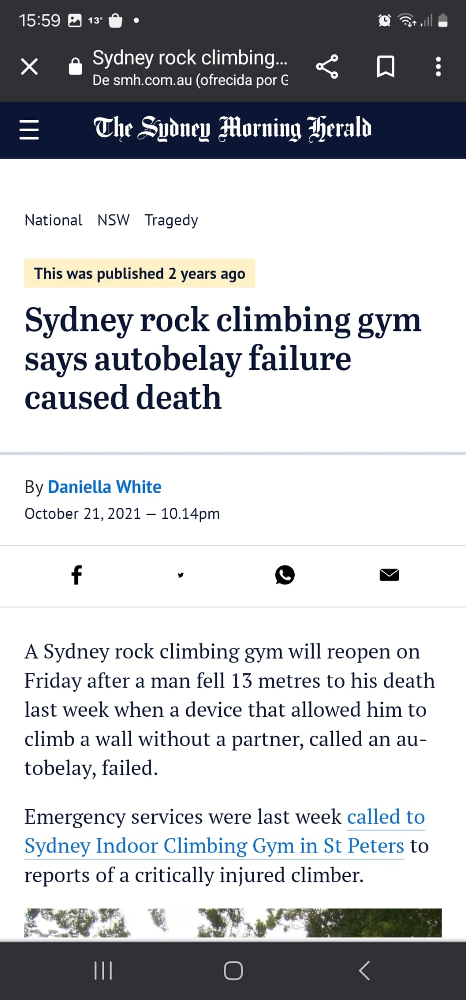 15:59 13°
Sydney rock climbing...
De smh.com.au (ofrecida por G
The Sydney Morning Herald
National NSW Tragedy
This was published 2 years ago
Sydney rock climbing gym
says autobelay failure
caused death
By Daniella White
October 21, 2021 — 10.14pm
A Sydney rock climbing gym will reopen on
Friday after a man fell 13 metres to his death
last week when a device that allowed him to
climb a wall without a partner, called an au-
tobelay, failed.
Emergency services were last week called to
Sydney Indoor Climbing Gym in St Peters to
reports of a critically injured climber.